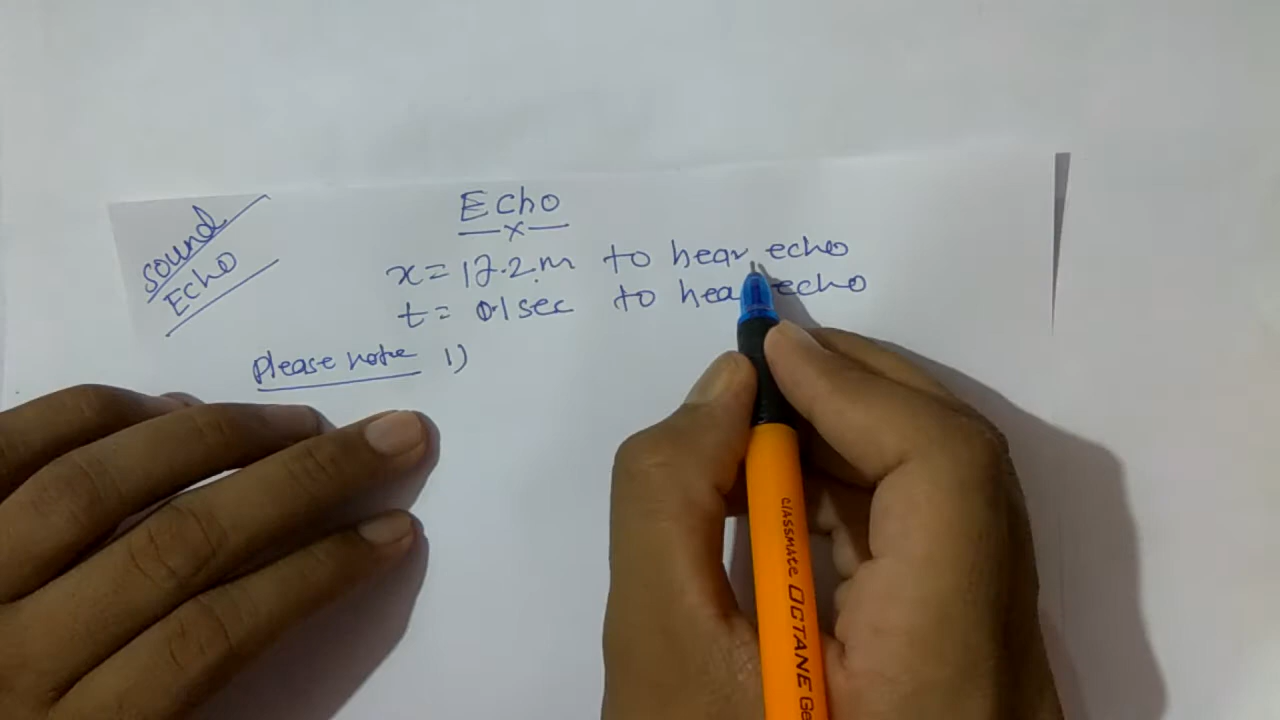 Sound
Echo
Echo
x = 17.2 m to hear echo
t = 0.1 sec to hear echo
Please note 1)
classmate OCTANE Ge